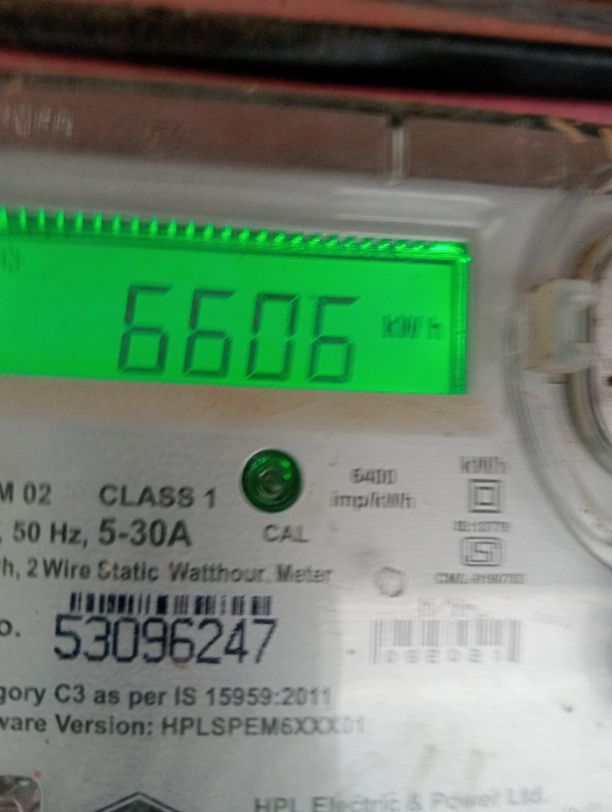 6606 kWh
M 02 CLASS 1
6400
imp/kWh
kWh
, 50 Hz, 5-30A
CAL
h, 2 Wire Static Watthour Meter
o. 53096247
gory C3 as per IS 15959:2011
ware Version: HPLSPEM6XXX01
HPL Electric & Power Ltd.